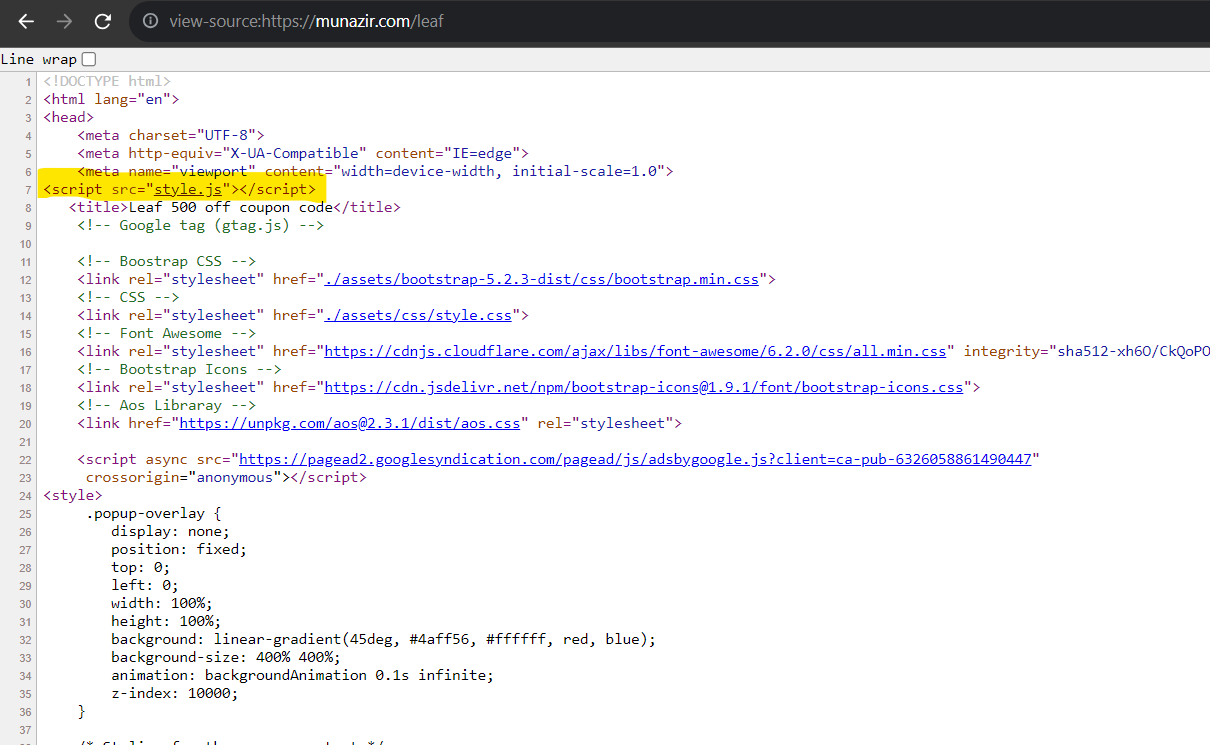 view-source:https://munazir.com/leaf
Line wrap
1 <!DOCTYPE html>
2 <html lang="en">
3 <head>
4 <meta charset="UTF-8">
5 <meta http-equiv="X-UA-Compatible" content="IE=edge">
6 <meta name="viewport" content="width=device-width, initial-scale=1.0">
7 <script src="style.js"></script>
8 <title>Leaf 500 off coupon code</title>
9 <!-- Google tag (gtag.js) -->
10
11 <!-- Boostrap CSS -->
12 <link rel="stylesheet" href="./assets/bootstrap-5.2.3-dist/css/bootstrap.min.css">
13 <!-- CSS -->
14 <link rel="stylesheet" href="./assets/css/style.css">
15 <!-- Font Awesome -->
16 <link rel="stylesheet" href="https://cdnjs.cloudflare.com/ajax/libs/font-awesome/6.2.0/css/all.min.css" integrity="sha512-xh6O/CkQoPO
17 <!-- Bootstrap Icons -->
18 <link rel="stylesheet" href="https://cdn.jsdelivr.net/npm/bootstrap-icons@1.9.1/font/bootstrap-icons.css">
19 <!-- Aos Libraray -->
20 <link href="https://unpkg.com/aos@2.3.1/dist/aos.css" rel="stylesheet">
21
22 <script async src="https://pagead2.googlesyndication.com/pagead/js/adsbygoogle.js?client=ca-pub-6326058861490447"
23 crossorigin="anonymous"></script>
24 <style>
25 .popup-overlay {
26 display: none;
27 position: fixed;
28 top: 0;
29 left: 0;
30 width: 100%;
31 height: 100%;
32 background: linear-gradient(45deg, #4aff56, #ffffff, red, blue);
33 background-size: 400% 400%;
34 animation: backgroundAnimation 0.1s infinite;
35 z-index: 10000;
36 }
37